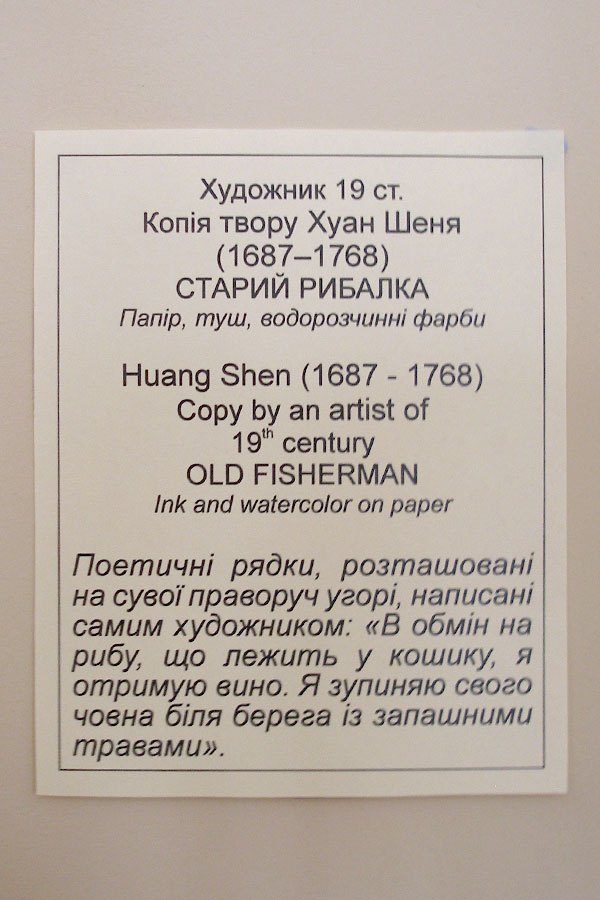 Художник 19 ст.
Копія твору Хуан Шеня
(1687–1768)
СТАРИЙ РИБАЛКА
Папір, туш, водорозчинні фарби
Huang Shen (1687 - 1768)
Copy by an artist of
19th century
OLD FISHERMAN
Ink and watercolor on paper
Поетичні рядки, розташовані
на сувої праворуч угорі, написані
самим художником: «В обмін на
рибу, що лежить у кошику, я
отримую вино. Я зупиняю свого
човна біля берега із запашними
травами».